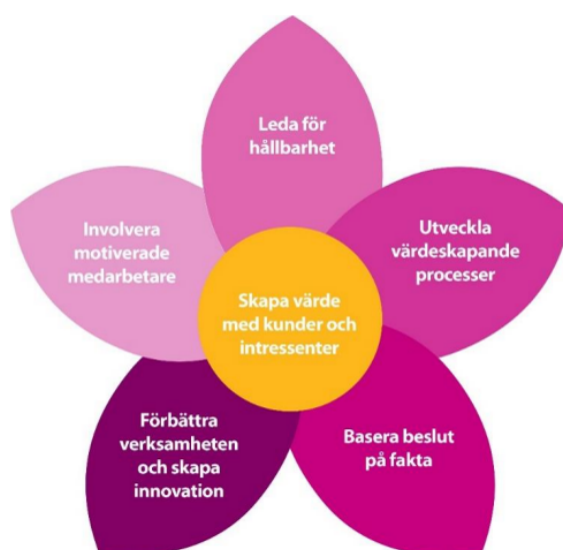 Leda för
hållbarhet
Utveckla
värdeskapande
processer
Basera beslut
på fakta
Förbättra
verksamheten
och skapa
innovation
Involvera
motiverade
medarbetare
Skapa värde
med kunder och
intressenter